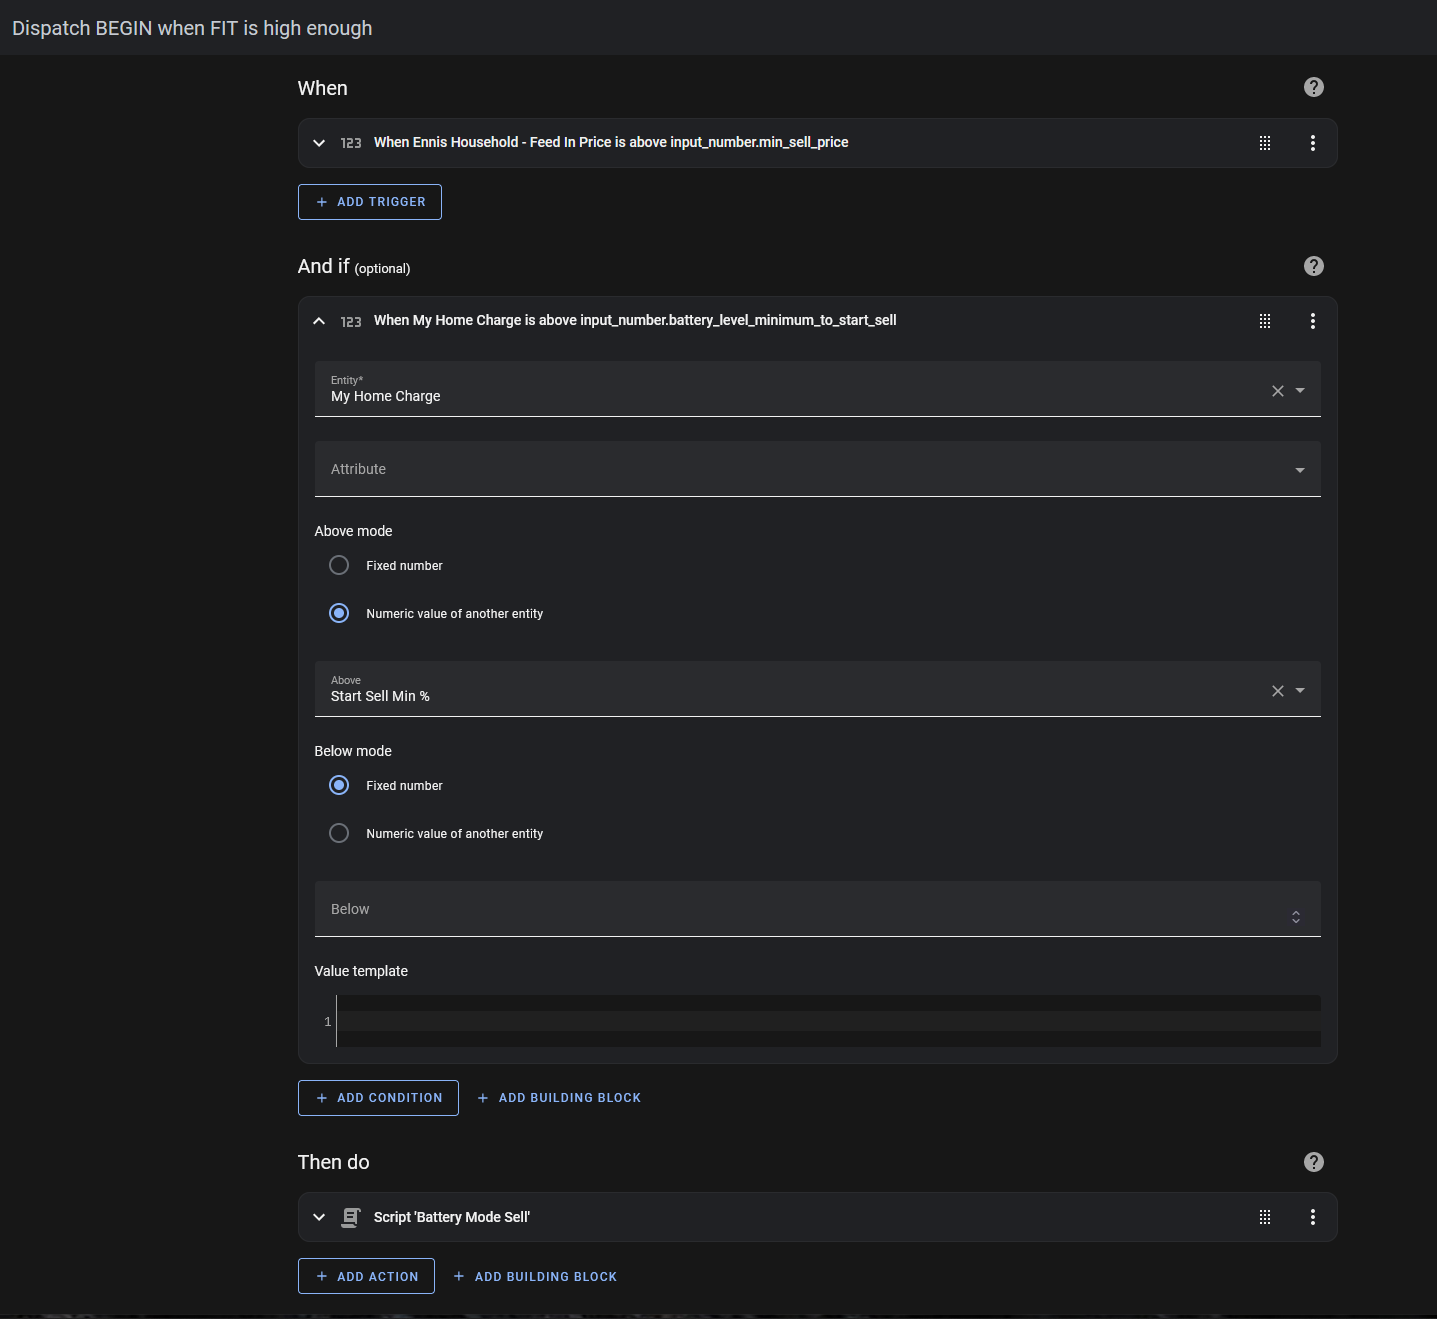 Dispatch BEGIN when FIT is high enough
When
123 When Ennis Household - Feed In Price is above input_number.min_sell_price
+ ADD TRIGGER
And if (optional)
123 When My Home Charge is above input_number.battery_level_minimum_to_start_sell
Entity*
My Home Charge
Attribute
Above mode
Fixed number
Numeric value of another entity
Above
Start Sell Min %
Below mode
Fixed number
Numeric value of another entity
Below
Value template
1
+ ADD CONDITION + ADD BUILDING BLOCK
Then do
Script 'Battery Mode Sell'
+ ADD ACTION + ADD BUILDING BLOCK